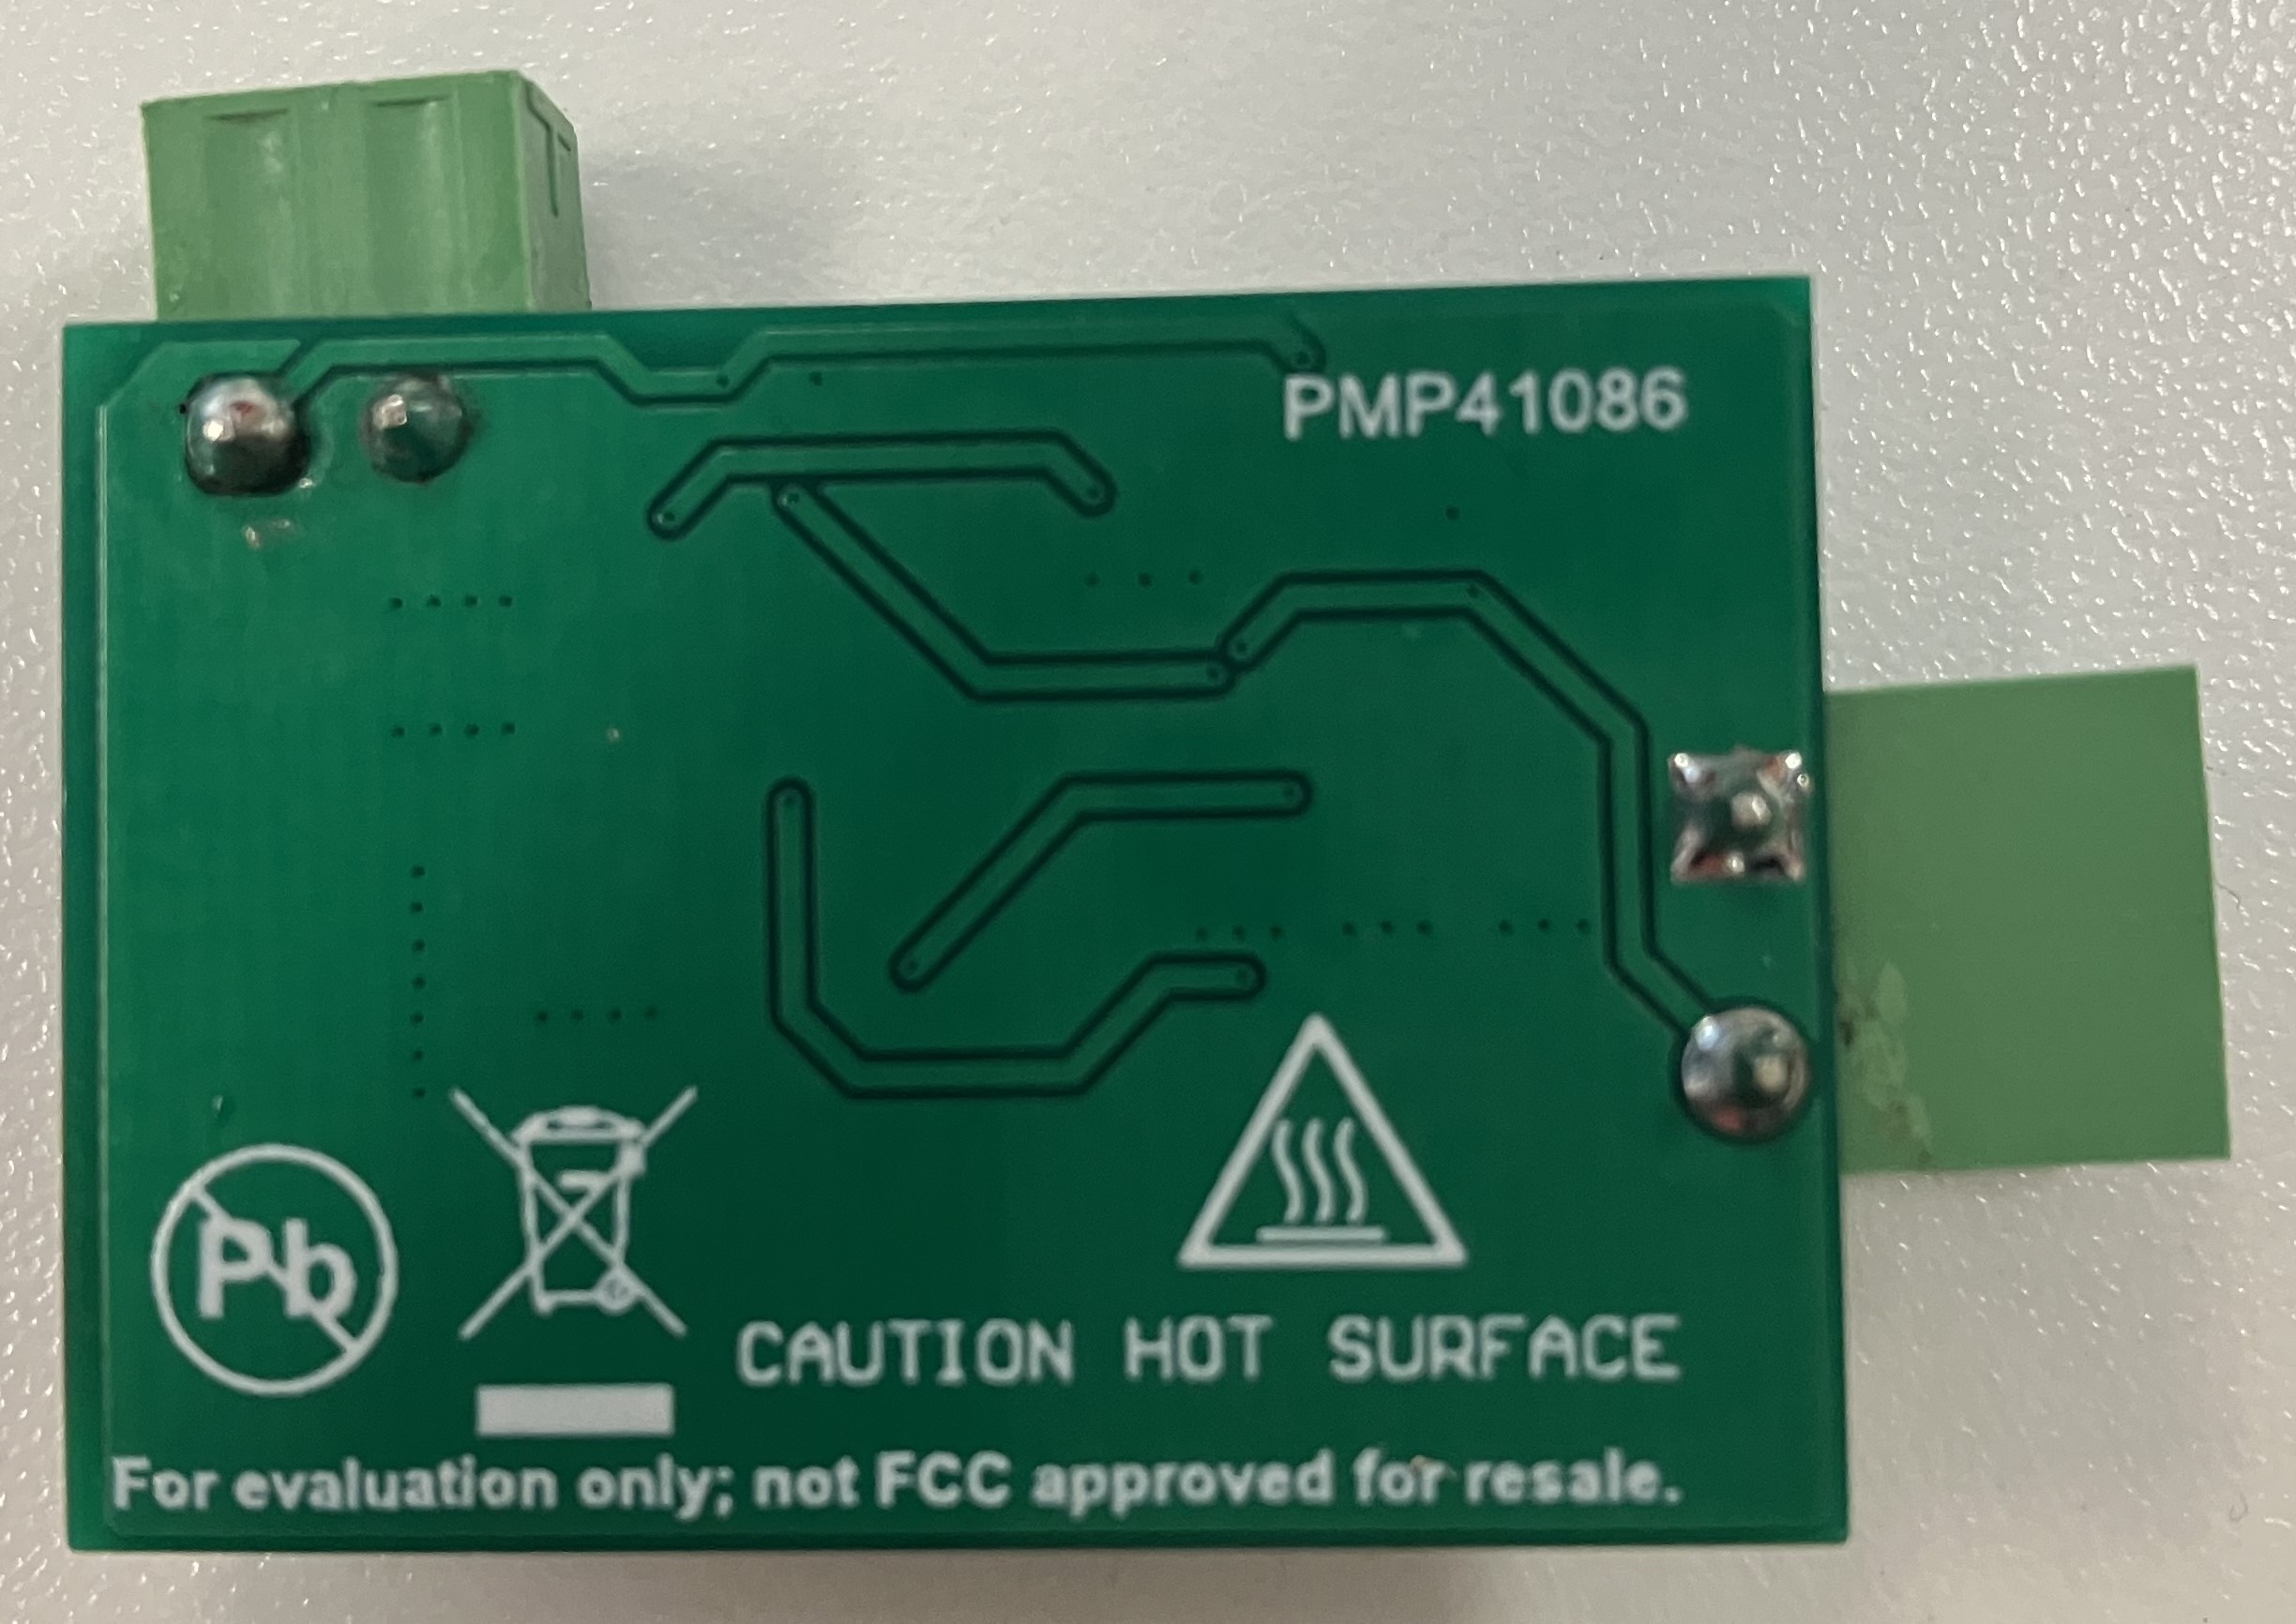 PMP41086
Pb
CAUTION HOT SURFACE
For evaluation only; not FCC approved for resale.